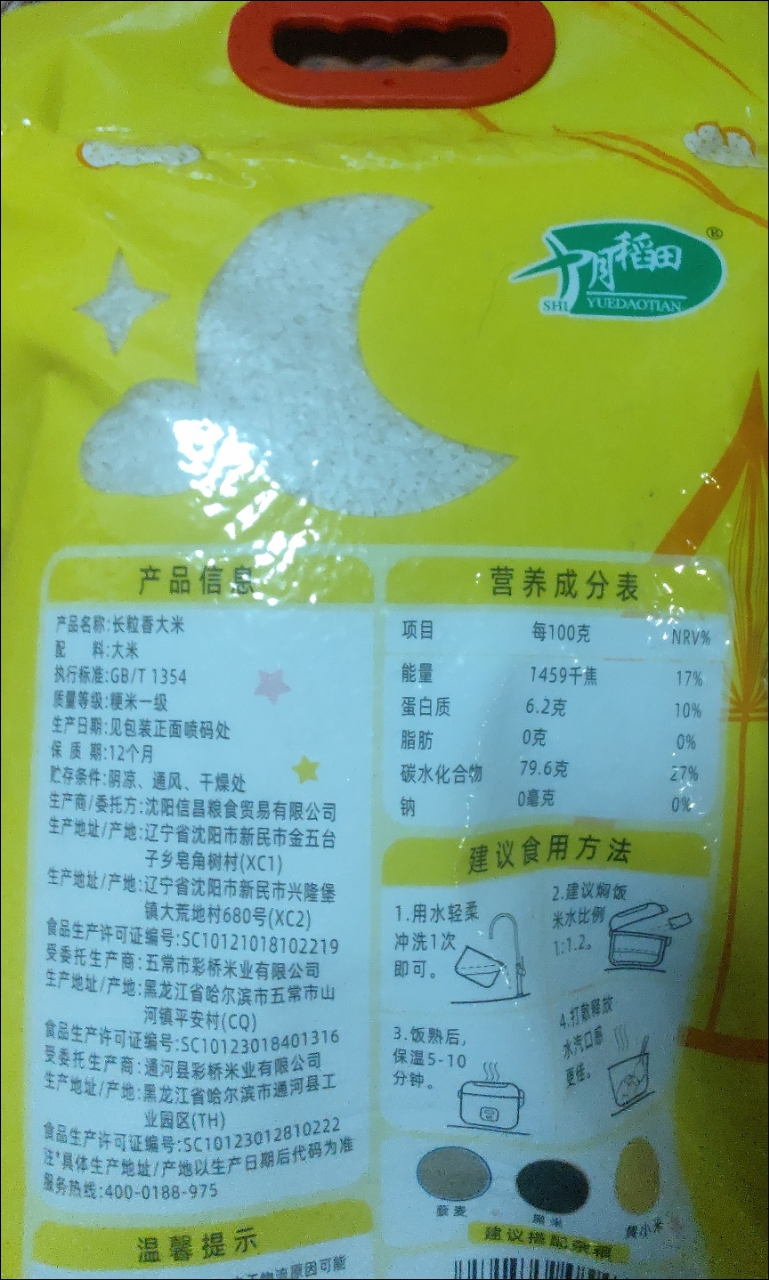 十月稻田
®
SHI YUEDAOTIAN
产品信息
产品名称:长粒香大米
配 料:大米
执行标准:GB/T 1354
质量等级:粳米一级
生产日期:见包装正面喷码处
保 质 期:12个月
贮存条件:阴凉、通风、干燥处
生产商/委托方:沈阳信昌粮食贸易有限公司
生产地址/产地:辽宁省沈阳市新民市金五台
子乡皂角树村(XC1)
生产地址/产地:辽宁省沈阳市新民市兴隆堡
镇大荒地村680号(XC2)
食品生产许可证编号:SC10121018102219
受委托生产商:五常市彩桥米业有限公司
生产地址/产地:黑龙江省哈尔滨市五常市山
河镇平安村(CQ)
食品生产许可证编号:SC10123018401316
受委托生产商:通河县彩桥米业有限公司
生产地址/产地:黑龙江省哈尔滨市通河县工
业园区(TH)
食品生产许可证编号:SC10123012810222
注*具体生产地址/产地以生产日期后代码为准
服务热线:400-0188-975
温馨提示
营养成分表
项目 每100克 NRV%
能量 1459千焦 17%
蛋白质 6.2克 10%
脂肪 0克 0%
碳水化合物 79.6克 27%
钠 0毫克 0%
建议食用方法
1.用水轻柔
冲洗1次
即可。
2.建议焖饭
米水比例
1:1.2。
3.饭熟后,
保温5-10
分钟。
4.打散释放
水汽口感
更佳。
藜麦 黑米 黄小米
建议搭配杂粮